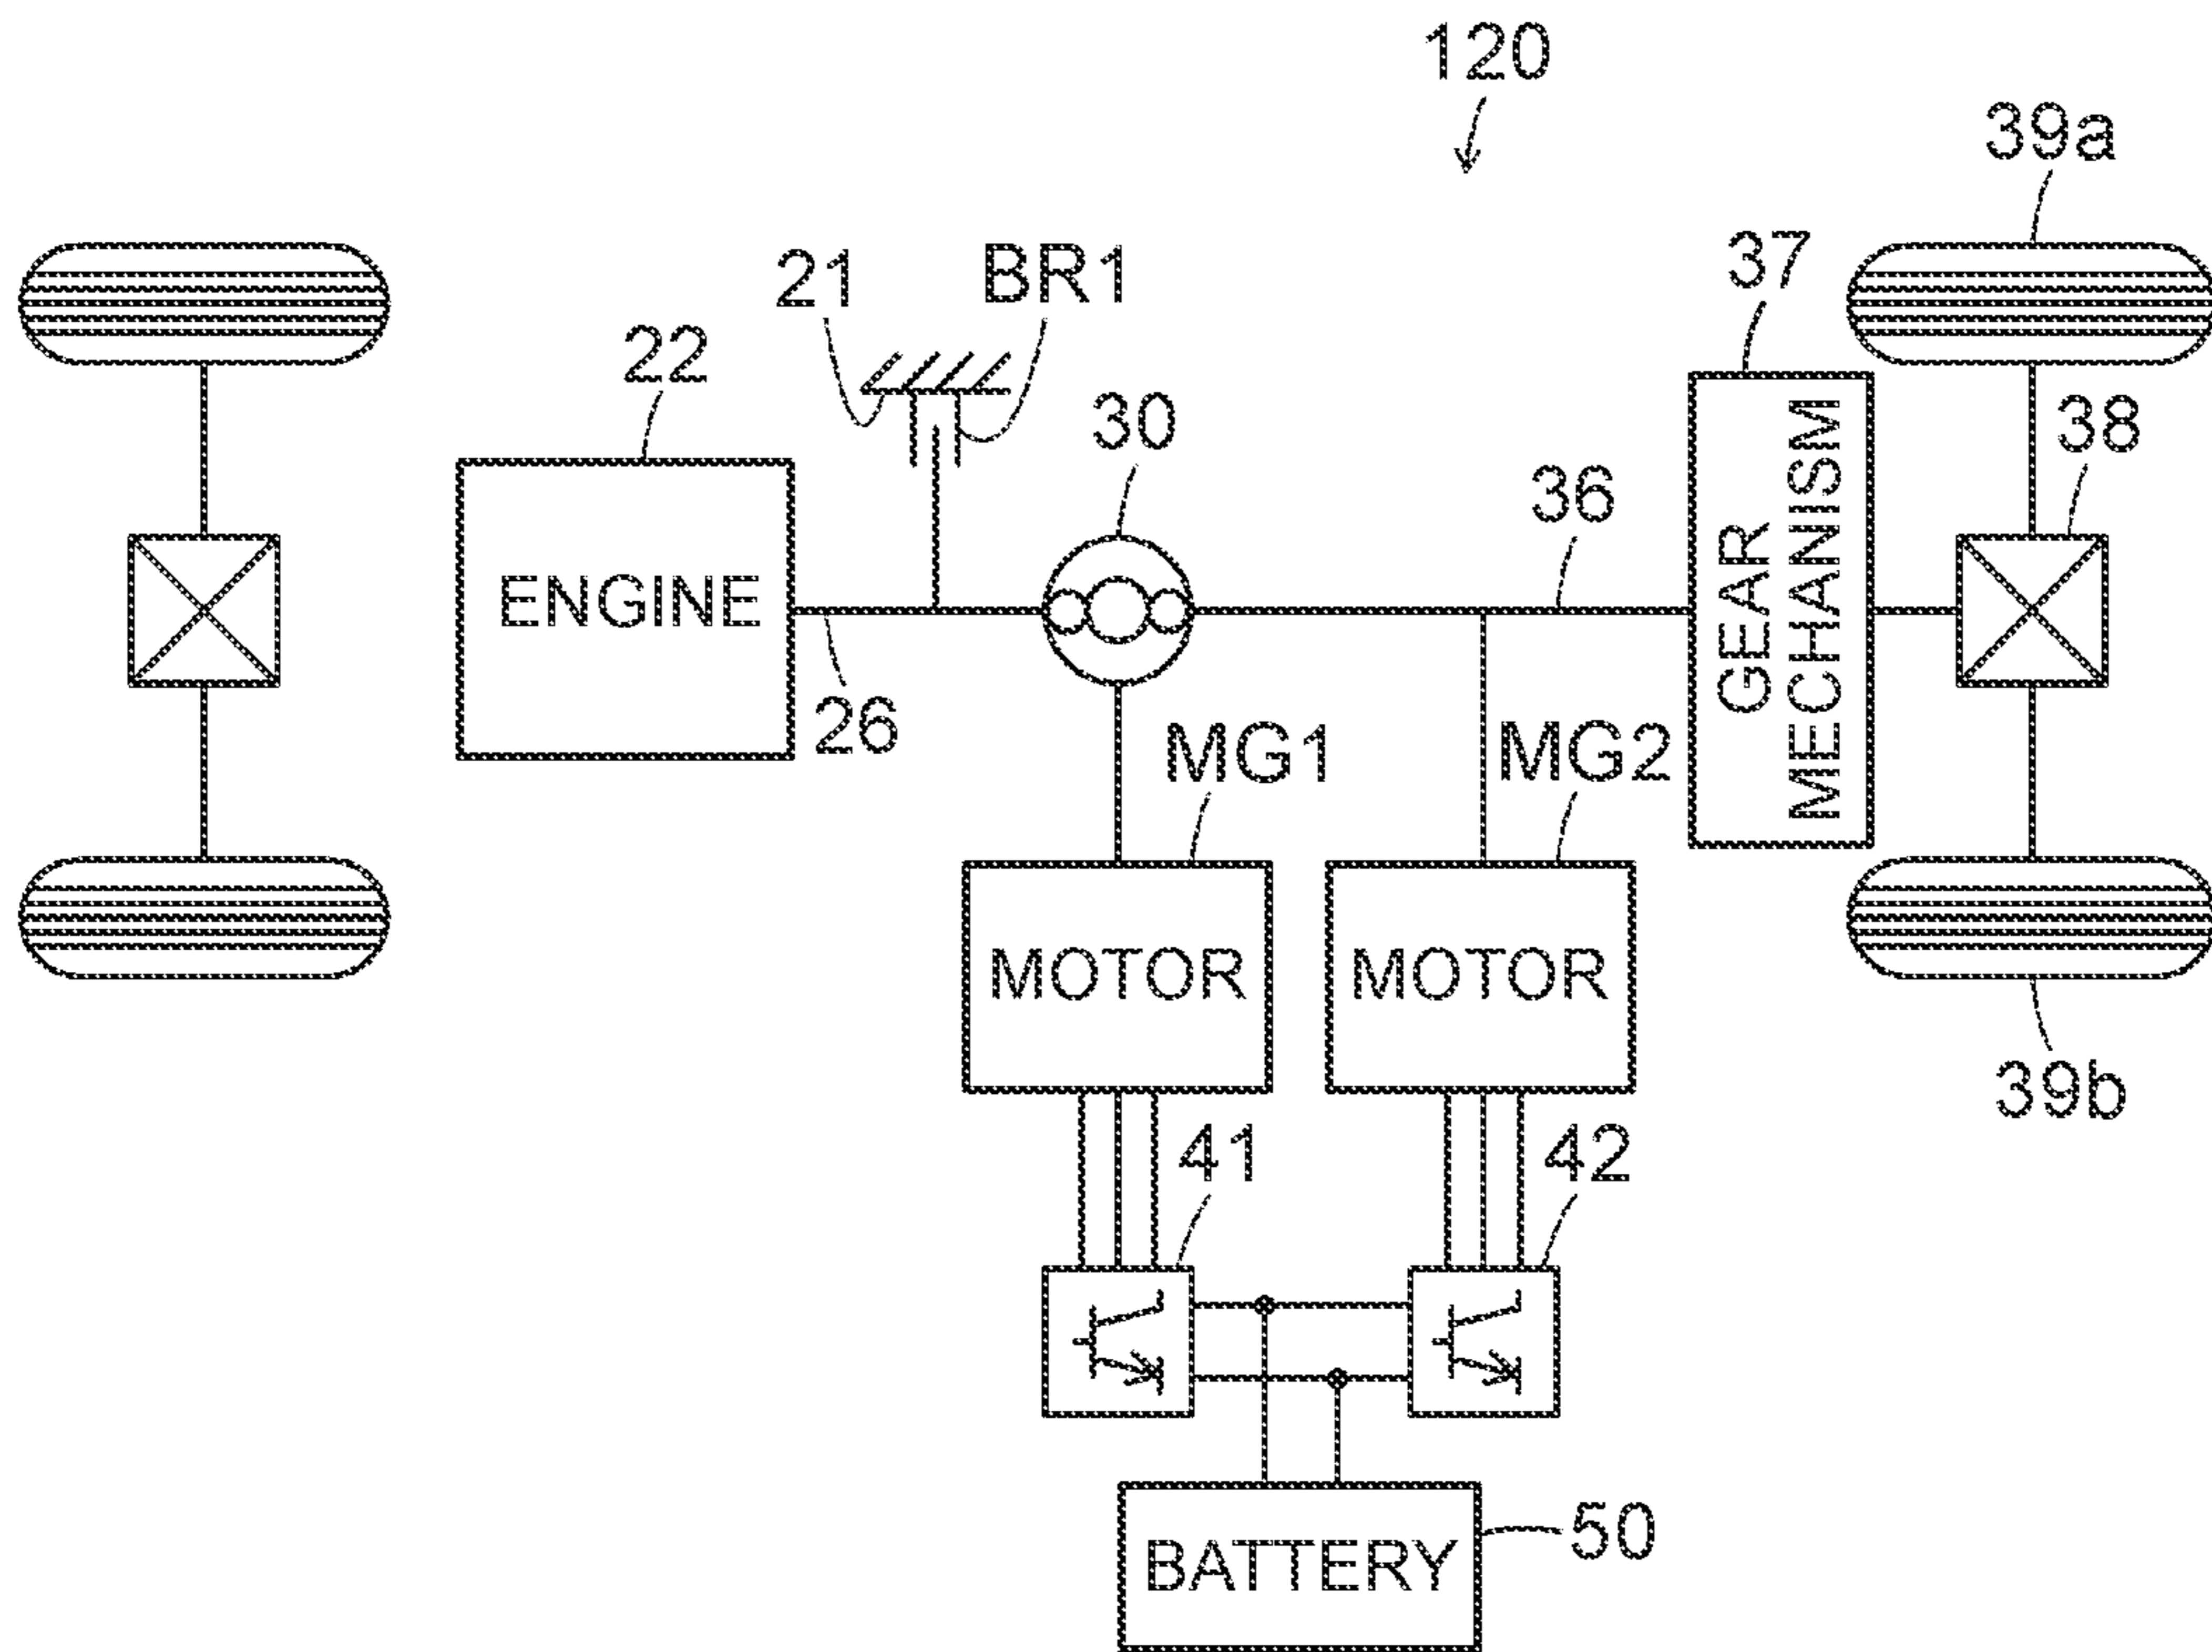 120
39a
37
21
BR1
22
30
38
36
ENGINE
GEAR
MECHANISM
26
MG1
MG2
MOTOR
MOTOR
39b
41
42
50
BATTERY